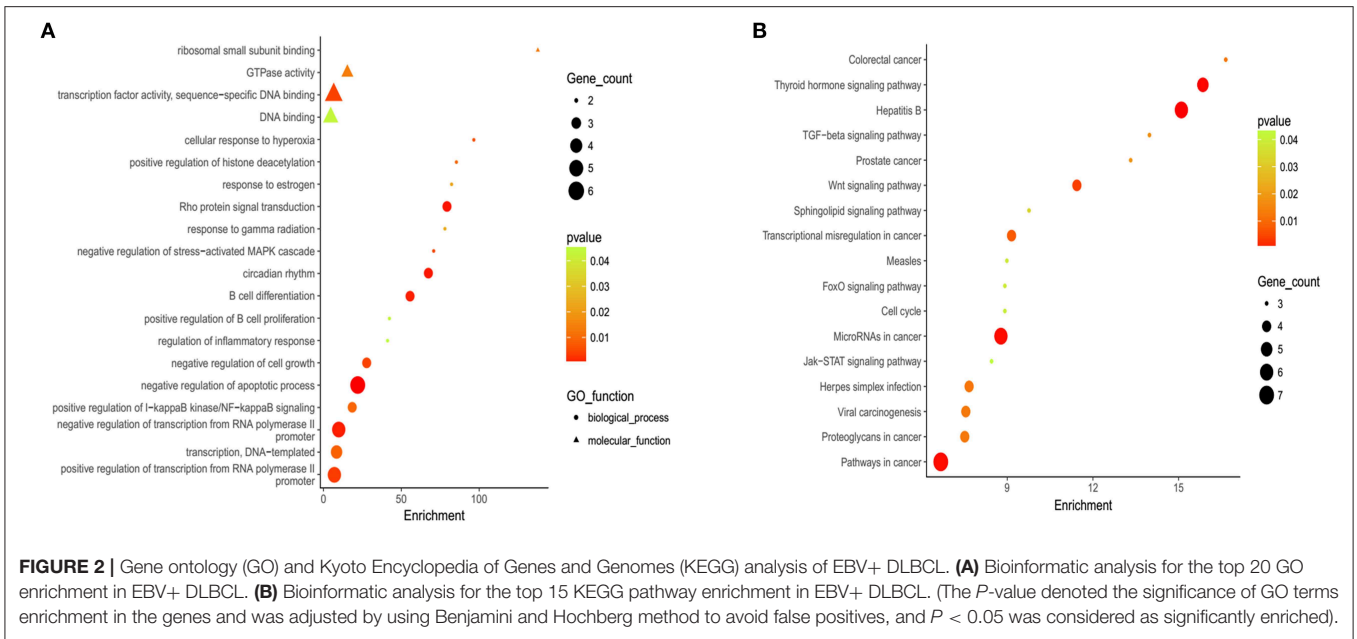 A
ribosomal small subunit binding
GTPase activity
transcription factor activity, sequence-specific DNA binding
DNA binding
cellular response to hyperoxia
positive regulation of histone deacetylation
response to estrogen
Rho protein signal transduction
response to gamma radiation
negative regulation of stress-activated MAPK cascade
circadian rhythm
B cell differentiation
positive regulation of B cell proliferation
regulation of inflammatory response
negative regulation of cell growth
negative regulation of apoptotic process
positive regulation of I-kappaB kinase/NF-kappaB signaling
negative regulation of transcription from RNA polymerase II
promoter
transcription, DNA-templated
positive regulation of transcription from RNA polymerase II
promoter
0
50
100
Enrichment
Gene_count
2
3
4
5
6
pvalue
0.04
0.03
0.02
0.01
GO_function
biological_process
molecular_function
B
Colorectal cancer
Thyroid hormone signaling pathway
Hepatitis B
TGF-beta signaling pathway
Prostate cancer
Wnt signaling pathway
Sphingolipid signaling pathway
Transcriptional misregulation in cancer
Measles
FoxO signaling pathway
Cell cycle
MicroRNAs in cancer
Jak-STAT signaling pathway
Herpes simplex infection
Viral carcinogenesis
Proteoglycans in cancer
Pathways in cancer
9
12
15
Enrichment
pvalue
0.04
0.03
0.02
0.01
Gene_count
3
4
5
6
7
FIGURE 2 | Gene ontology (GO) and Kyoto Encyclopedia of Genes and Genomes (KEGG) analysis of EBV+ DLBCL. (A) Bioinformatic analysis for the top 20 GO
enrichment in EBV+ DLBCL. (B) Bioinformatic analysis for the top 15 KEGG pathway enrichment in EBV+ DLBCL. (The P-value denoted the significance of GO terms
enrichment in the genes and was adjusted by using Benjamini and Hochberg method to avoid false positives, and P < 0.05 was considered as significantly enriched).